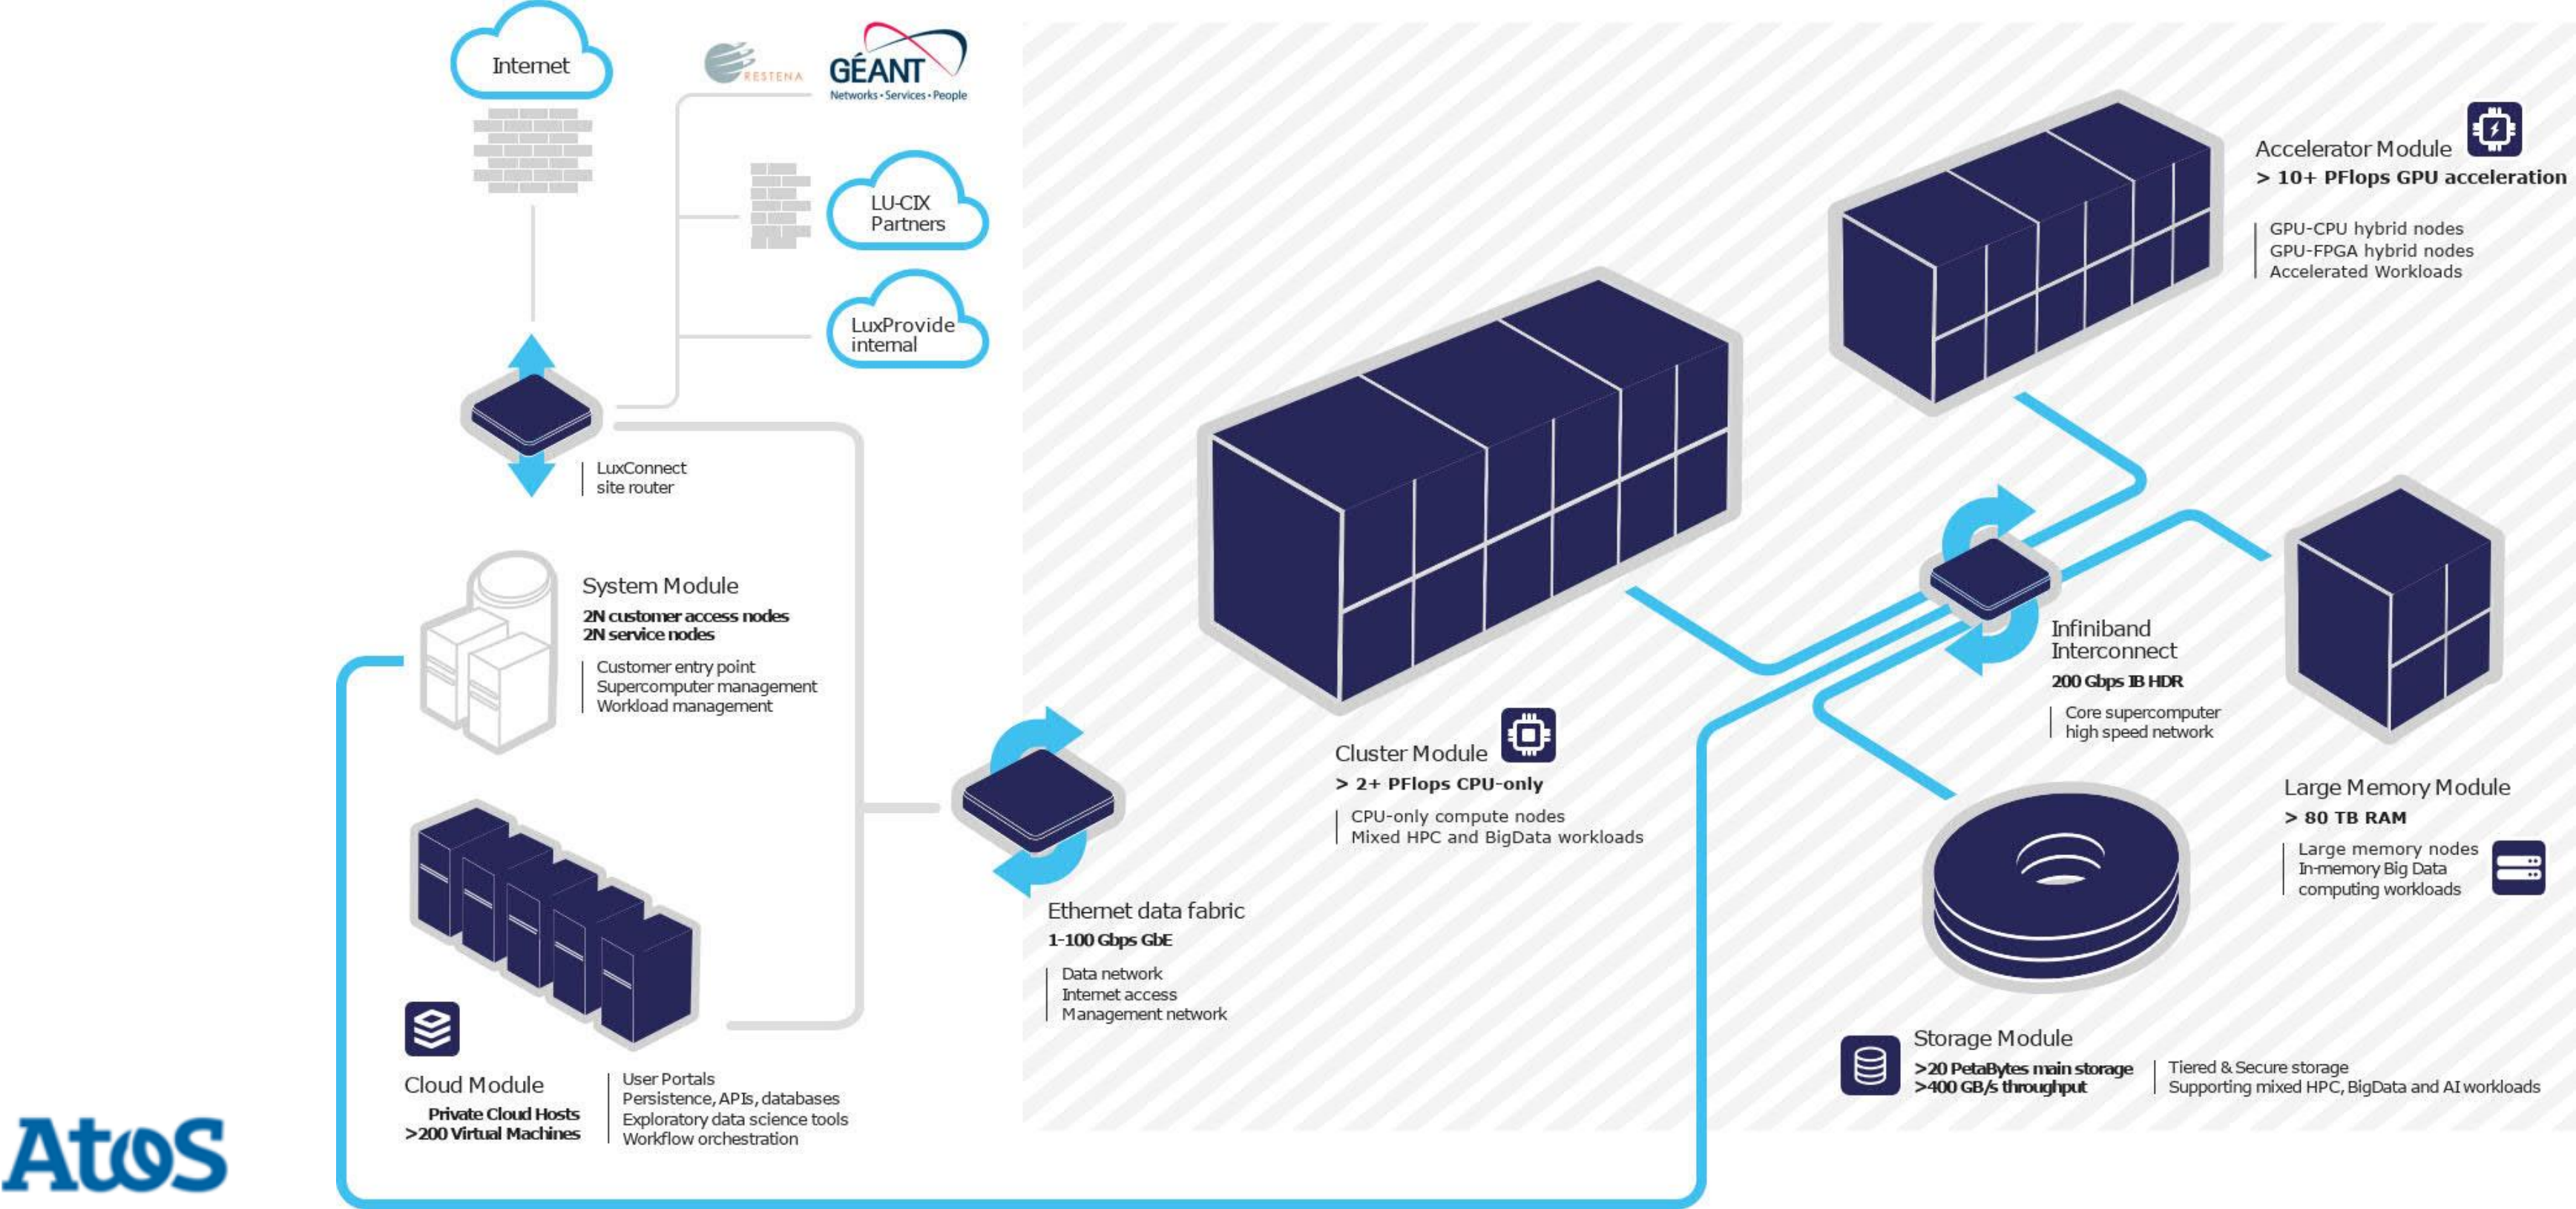 Internet
RESTENA
GÉANT
Networks • Services • People
LU-CIX
Partners
LuxProvide
internal
LuxConnect
site router
System Module
2N customer access nodes
2N service nodes
Customer entry point
Supercomputer management
Workload management
Cloud Module
Private Cloud Hosts
>200 Virtual Machines
User Portals
Persistence, APIs, databases
Exploratory data science tools
Workflow orchestration
Ethernet data fabric
1-100 Gbps GbE
Data network
Internet access
Management network
Cluster Module
> 2+ PFlops CPU-only
CPU-only compute nodes
Mixed HPC and BigData workloads
Accelerator Module
> 10+ PFlops GPU acceleration
GPU-CPU hybrid nodes
GPU-FPGA hybrid nodes
Accelerated Workloads
Infiniband
Interconnect
200 Gbps IB HDR
Core supercomputer
high speed network
Large Memory Module
> 80 TB RAM
Large memory nodes
In-memory Big Data
computing workloads
Storage Module
>20 PetaBytes main storage
>400 GB/s throughput
Tiered & Secure storage
Supporting mixed HPC, BigData and AI workloads
Atos